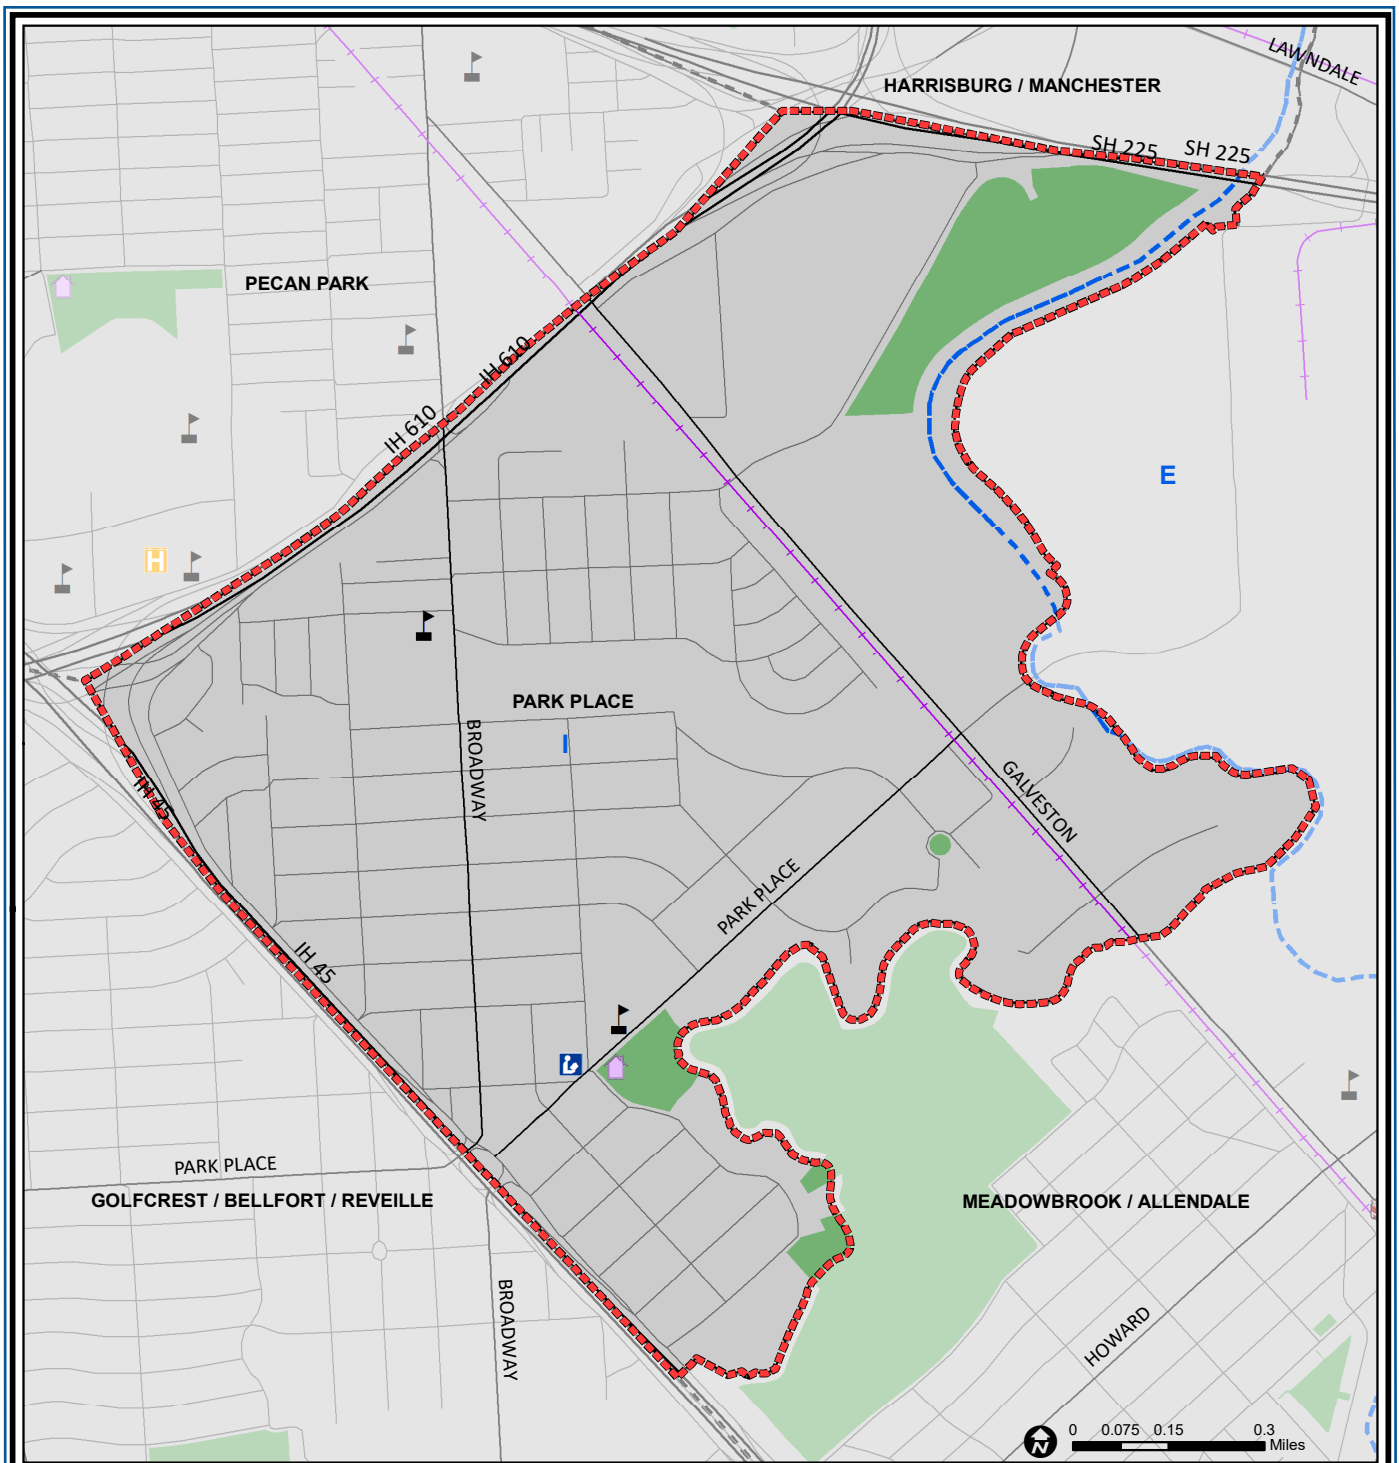 LAWNDALE
HARRISBURG / MANCHESTER
SH 225
SH 225
PECAN PARK
IH 610
IH 610
E
H
PARK PLACE
I
BROADWAY
IH 45
GALVESTON
PARK PLACE
IH 45
PARK PLACE
GOLFCREST / BELLFORT / REVEILLE
MEADOWBROOK / ALLENDALE
BROADWAY
HOWARD
N
0 0.075 0.15 0.3
Miles